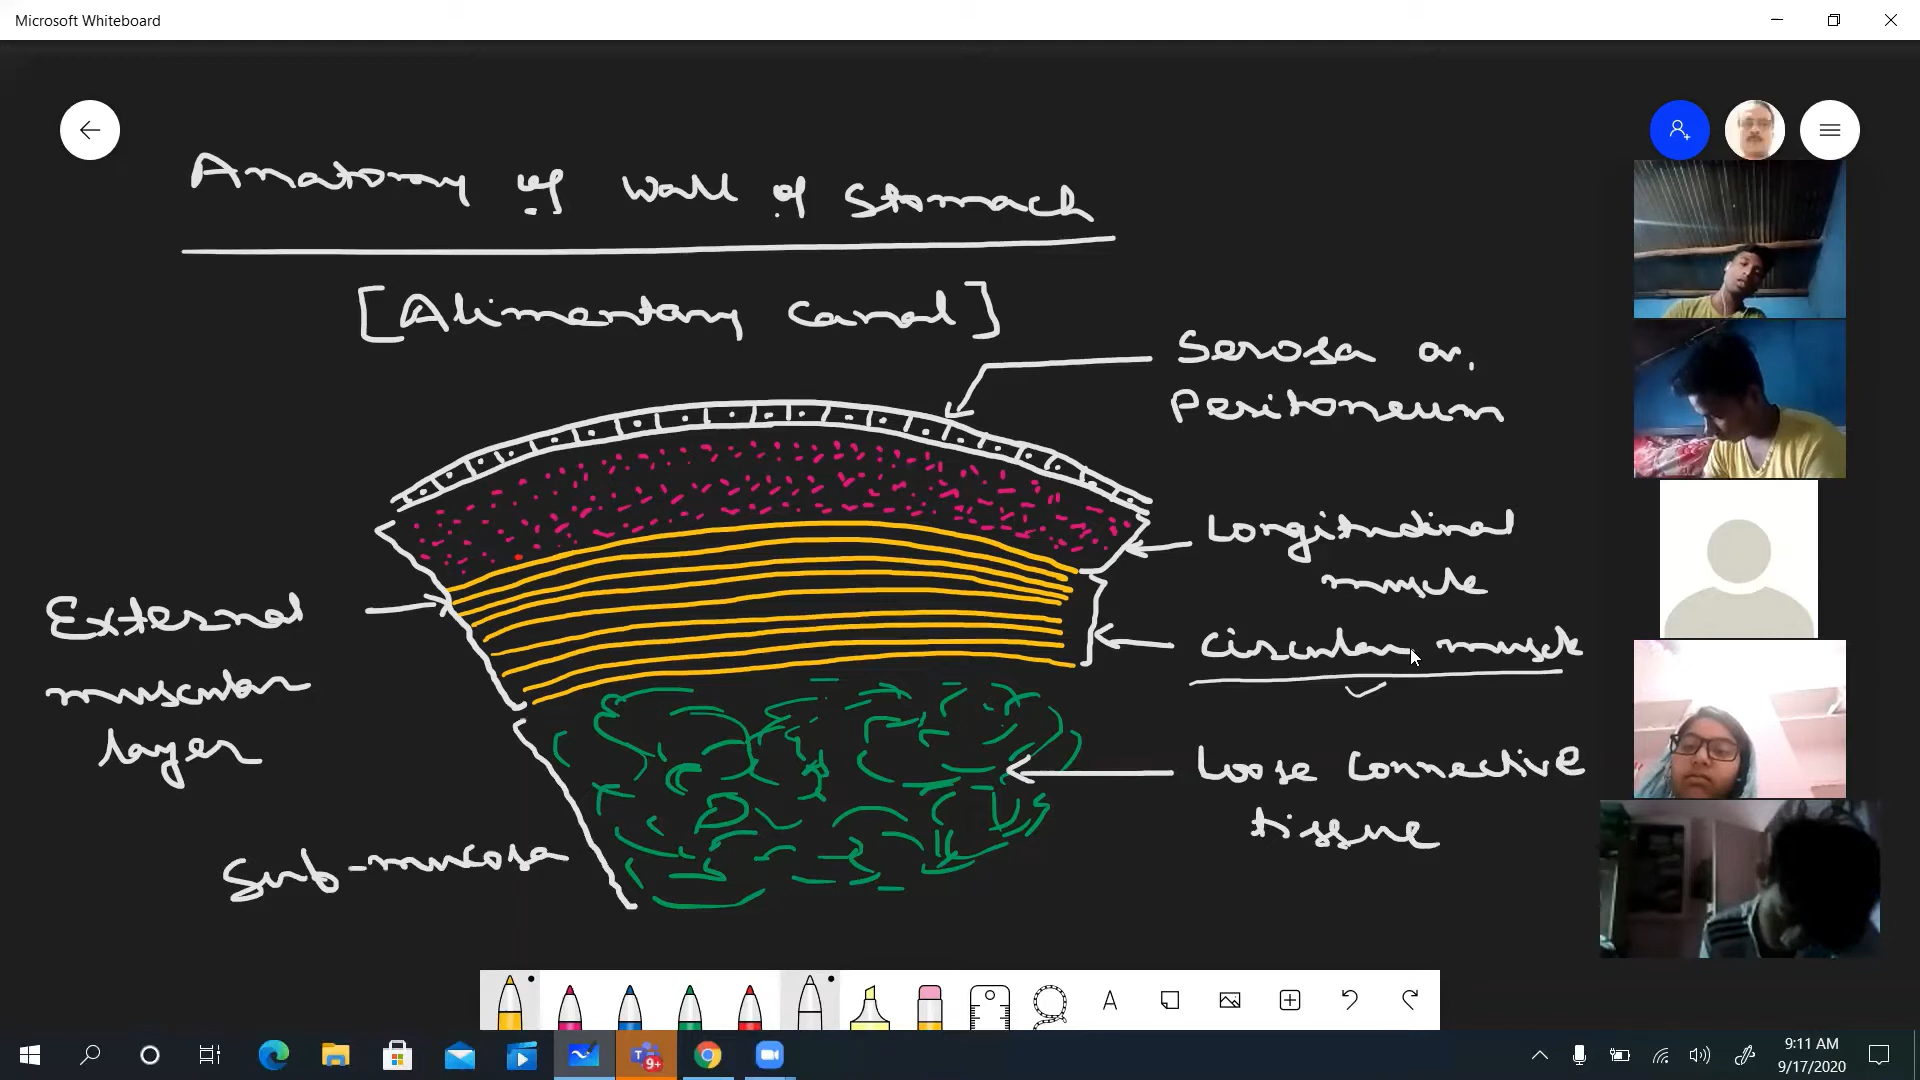 Microsoft Whiteboard
Anatomy of wall of stomach
[Alimentary canal]
Serosa or.
Peritoneum
Longitudinal
muscle
External
muscular
layer
Circular muscle
Loose connective
tissue
Sub-mucosa
A
T
9+
9:11 AM
9/17/2020